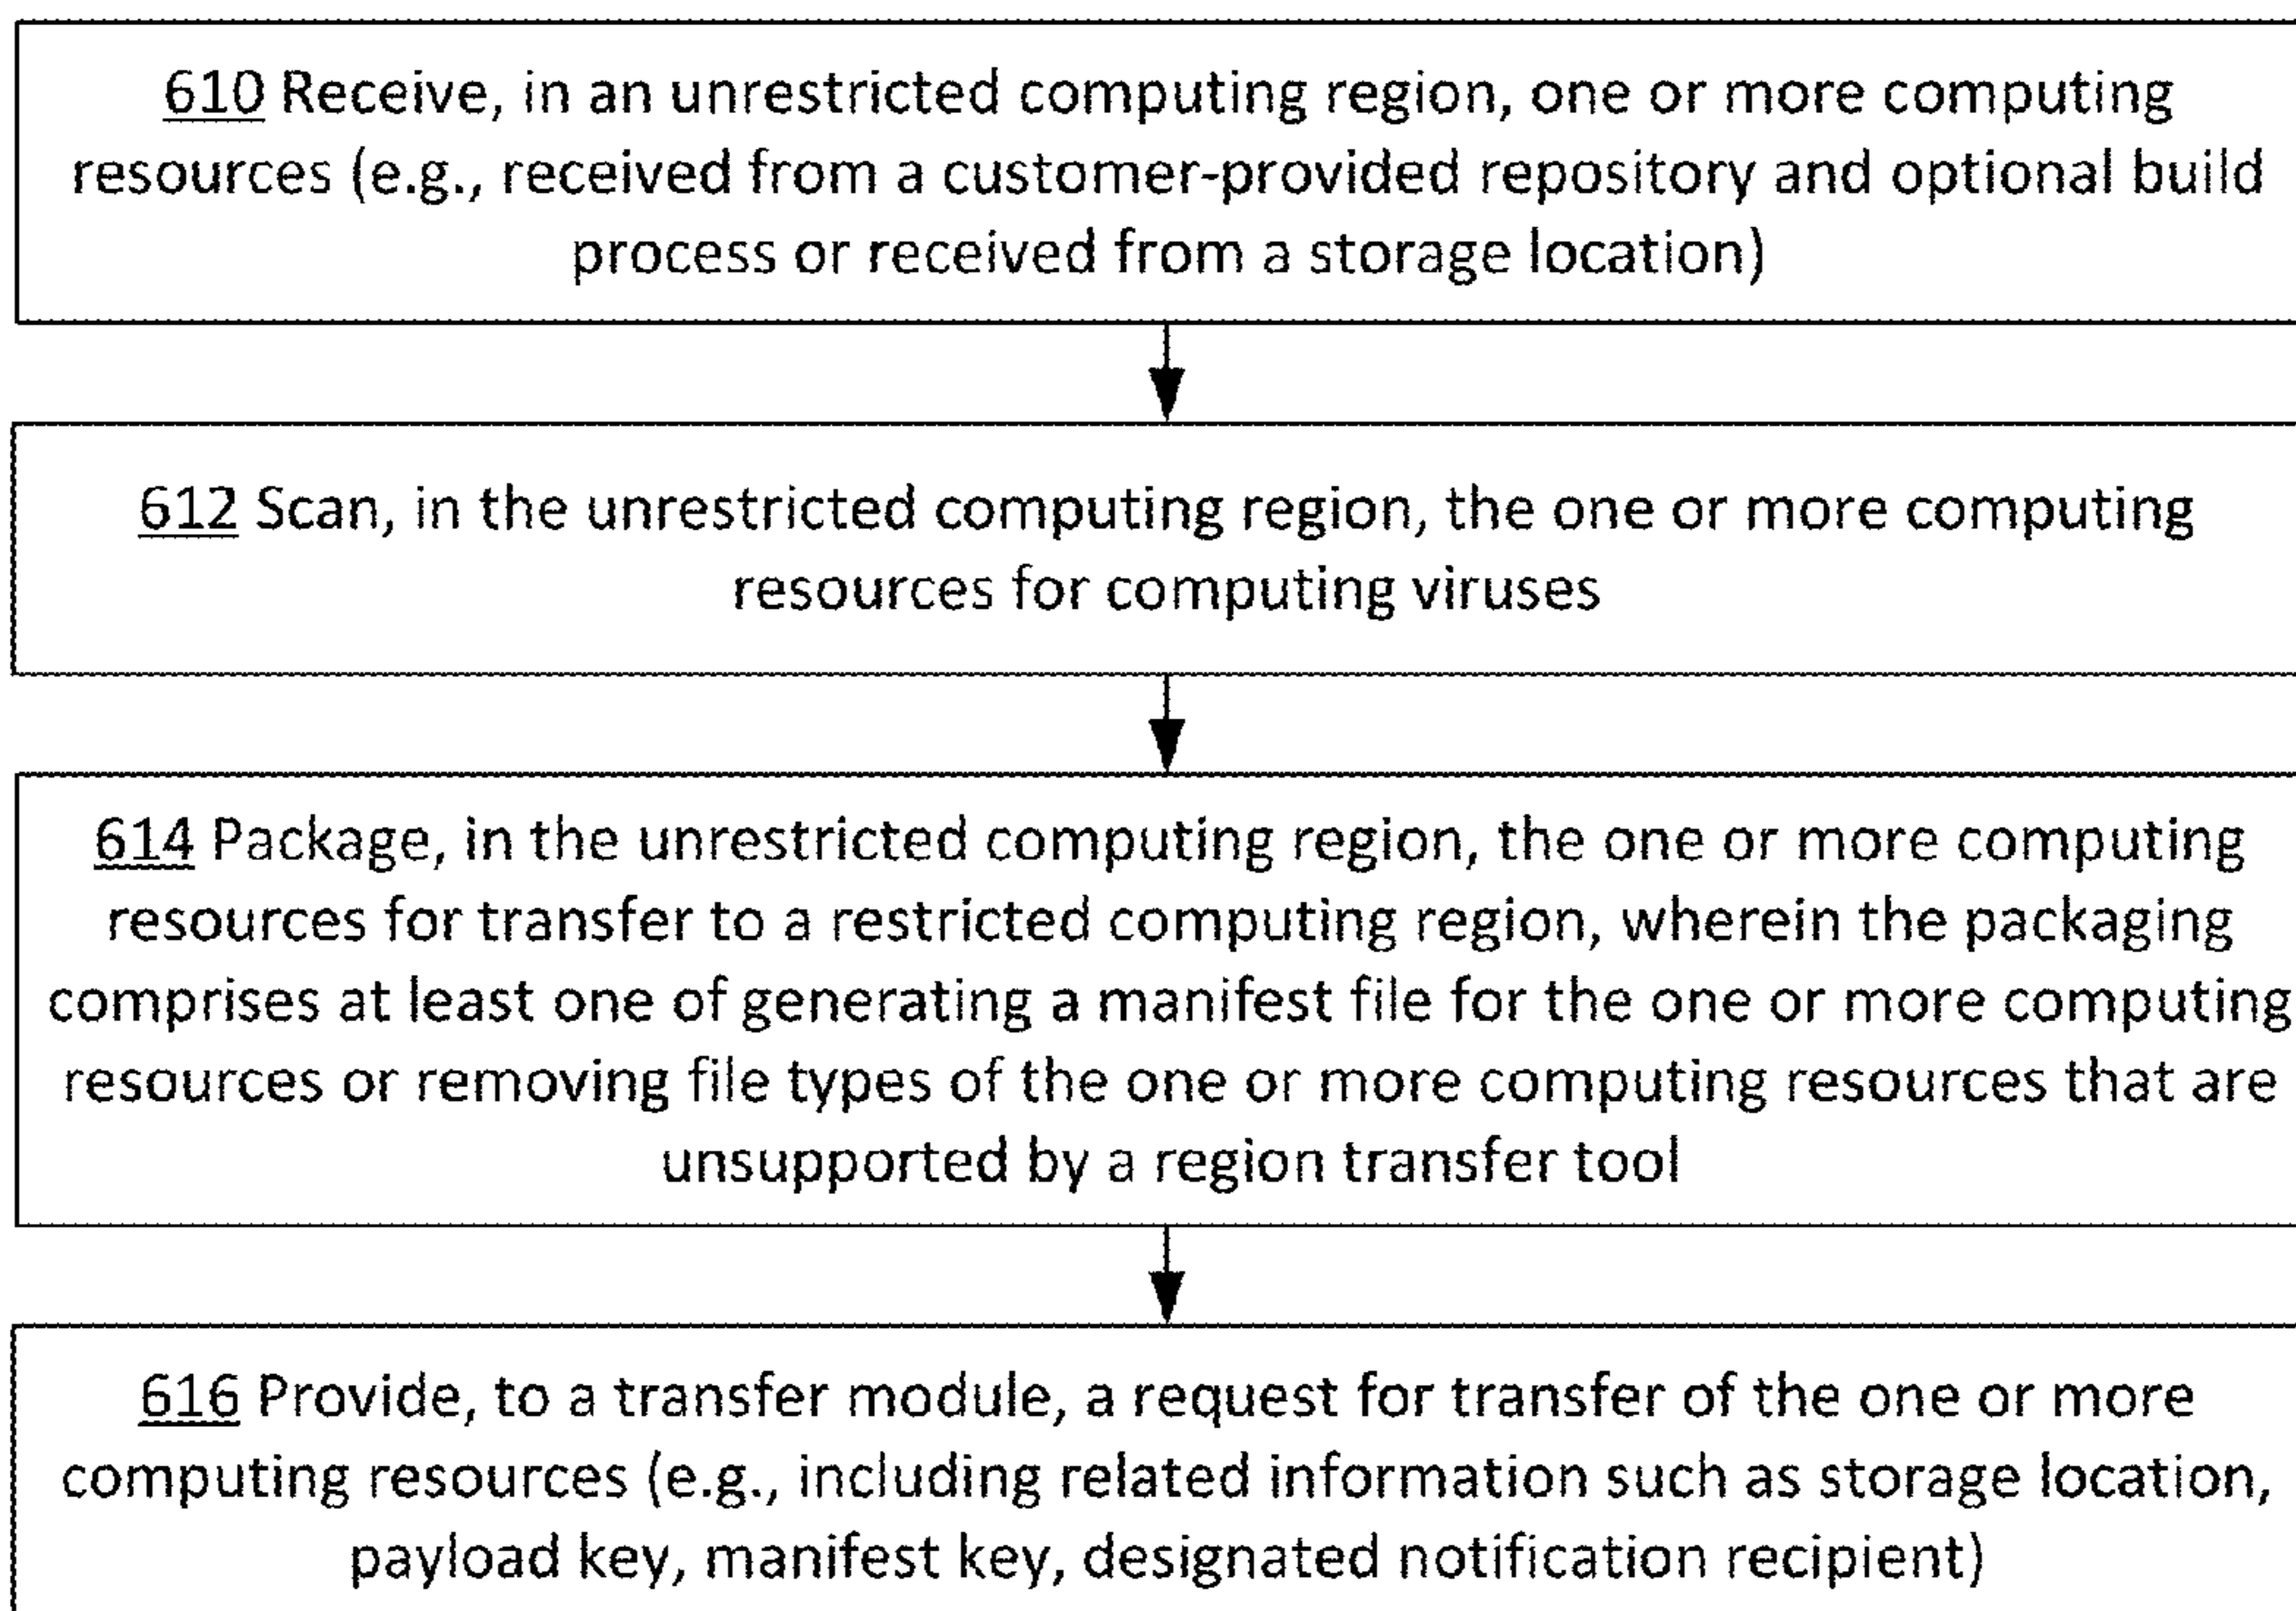 610 Receive, in an unrestricted computing region, one or more computing
resources (e.g., received from a customer-provided repository and optional build
process or received from a storage location)
612 Scan, in the unrestricted computing region, the one or more computing
resources for computing viruses
614 Package, in the unrestricted computing region, the one or more computing
resources for transfer to a restricted computing region, wherein the packaging
comprises at least one of generating a manifest file for the one or more computing
resources or removing file types of the one or more computing resources that are
unsupported by a region transfer tool
616 Provide, to a transfer module, a request for transfer of the one or more
computing resources (e.g., including related information such as storage location,
payload key, manifest key, designated notification recipient)